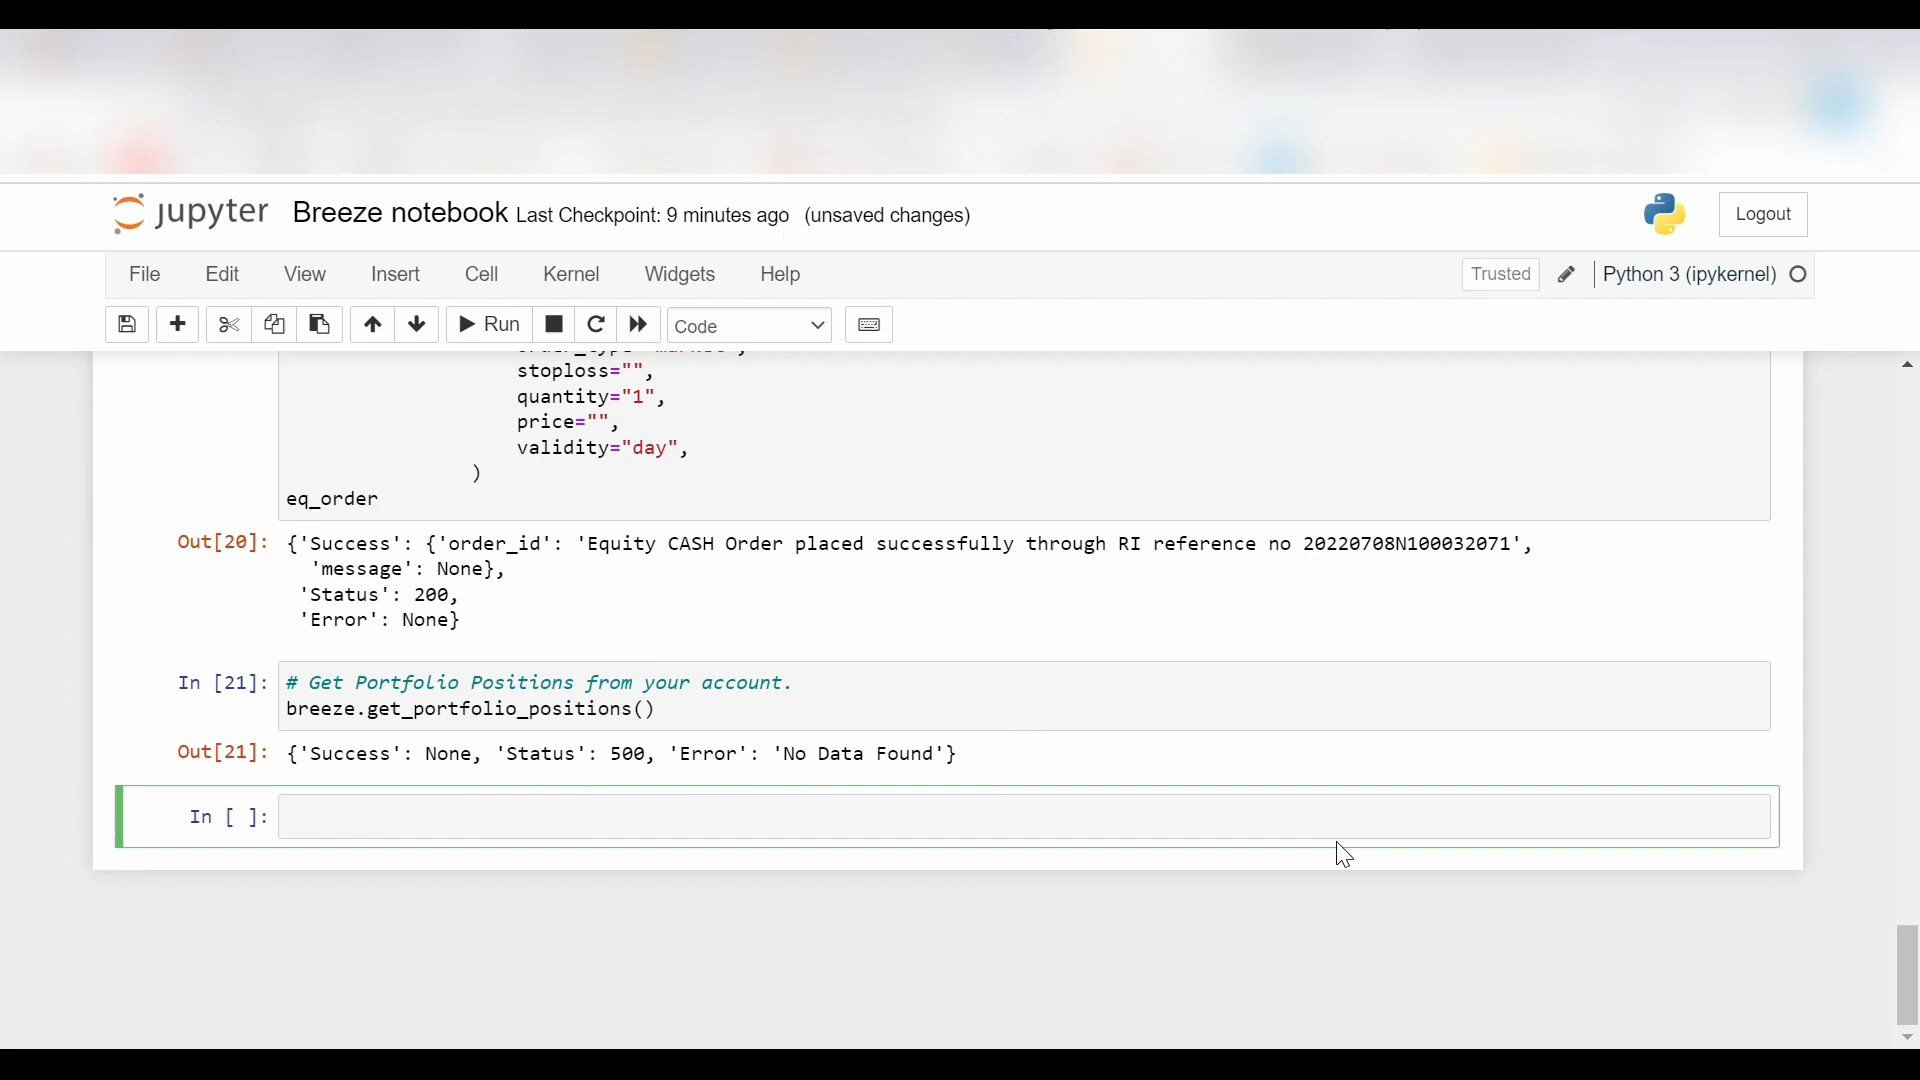 jupyter Breeze notebook Last Checkpoint: 9 minutes ago (unsaved changes) Logout
File Edit View Insert Cell Kernel Widgets Help Trusted Python 3 (ipykernel)
Run Code
stoploss="",
quantity="1",
price="",
validity="day",
)
eq_order
Out[20]: {'Success': {'order_id': 'Equity CASH Order placed successfully through RI reference no 20220708N100032071',
'message': None},
'Status': 200,
'Error': None}
In [21]: # Get Portfolio Positions from your account.
breeze.get_portfolio_positions()
Out[21]: {'Success': None, 'Status': 500, 'Error': 'No Data Found'}
In [ ]: